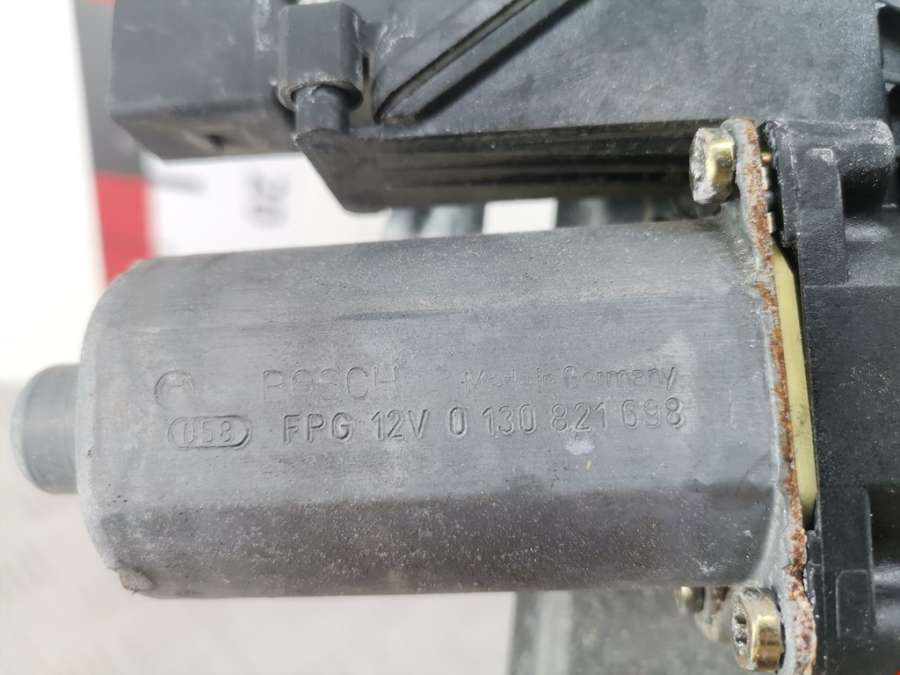 BOSCH Made in Germany
058 FPG 12V 0 130 821 698